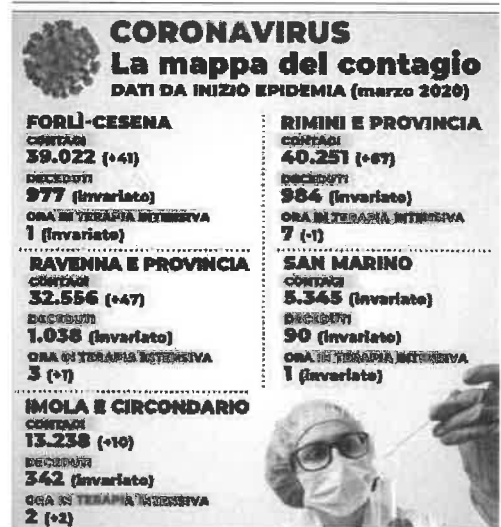 CORONAVIRUS
La mappa del contagio
DATI DA INIZIO EPIDEMIA (marzo 2020)
FORLÌ-CESENA
CONTAGI
39.022 (+41)
DECEDUTI
977 (invariato)
ORA IN TERAPIA INTENSIVA
1 (invariato)
RAVENNA E PROVINCIA
CONTAGI
32.556 (+47)
DECEDUTI
1.038 (invariato)
ORA IN TERAPIA INTENSIVA
3 (+1)
IMOLA E CIRCONDARIO
CONTAGI
13.238 (+10)
DECEDUTI
342 (invariato)
ORA IN TERAPIA INTENSIVA
2 (+2)
RIMINI E PROVINCIA
CONTAGI
40.251 (+67)
DECEDUTI
984 (invariato)
ORA IN TERAPIA INTENSIVA
7 (-1)
SAN MARINO
CONTAGI
5.345 (invariato)
DECEDUTI
90 (invariato)
ORA IN TERAPIA INTENSIVA
1 (invariato)